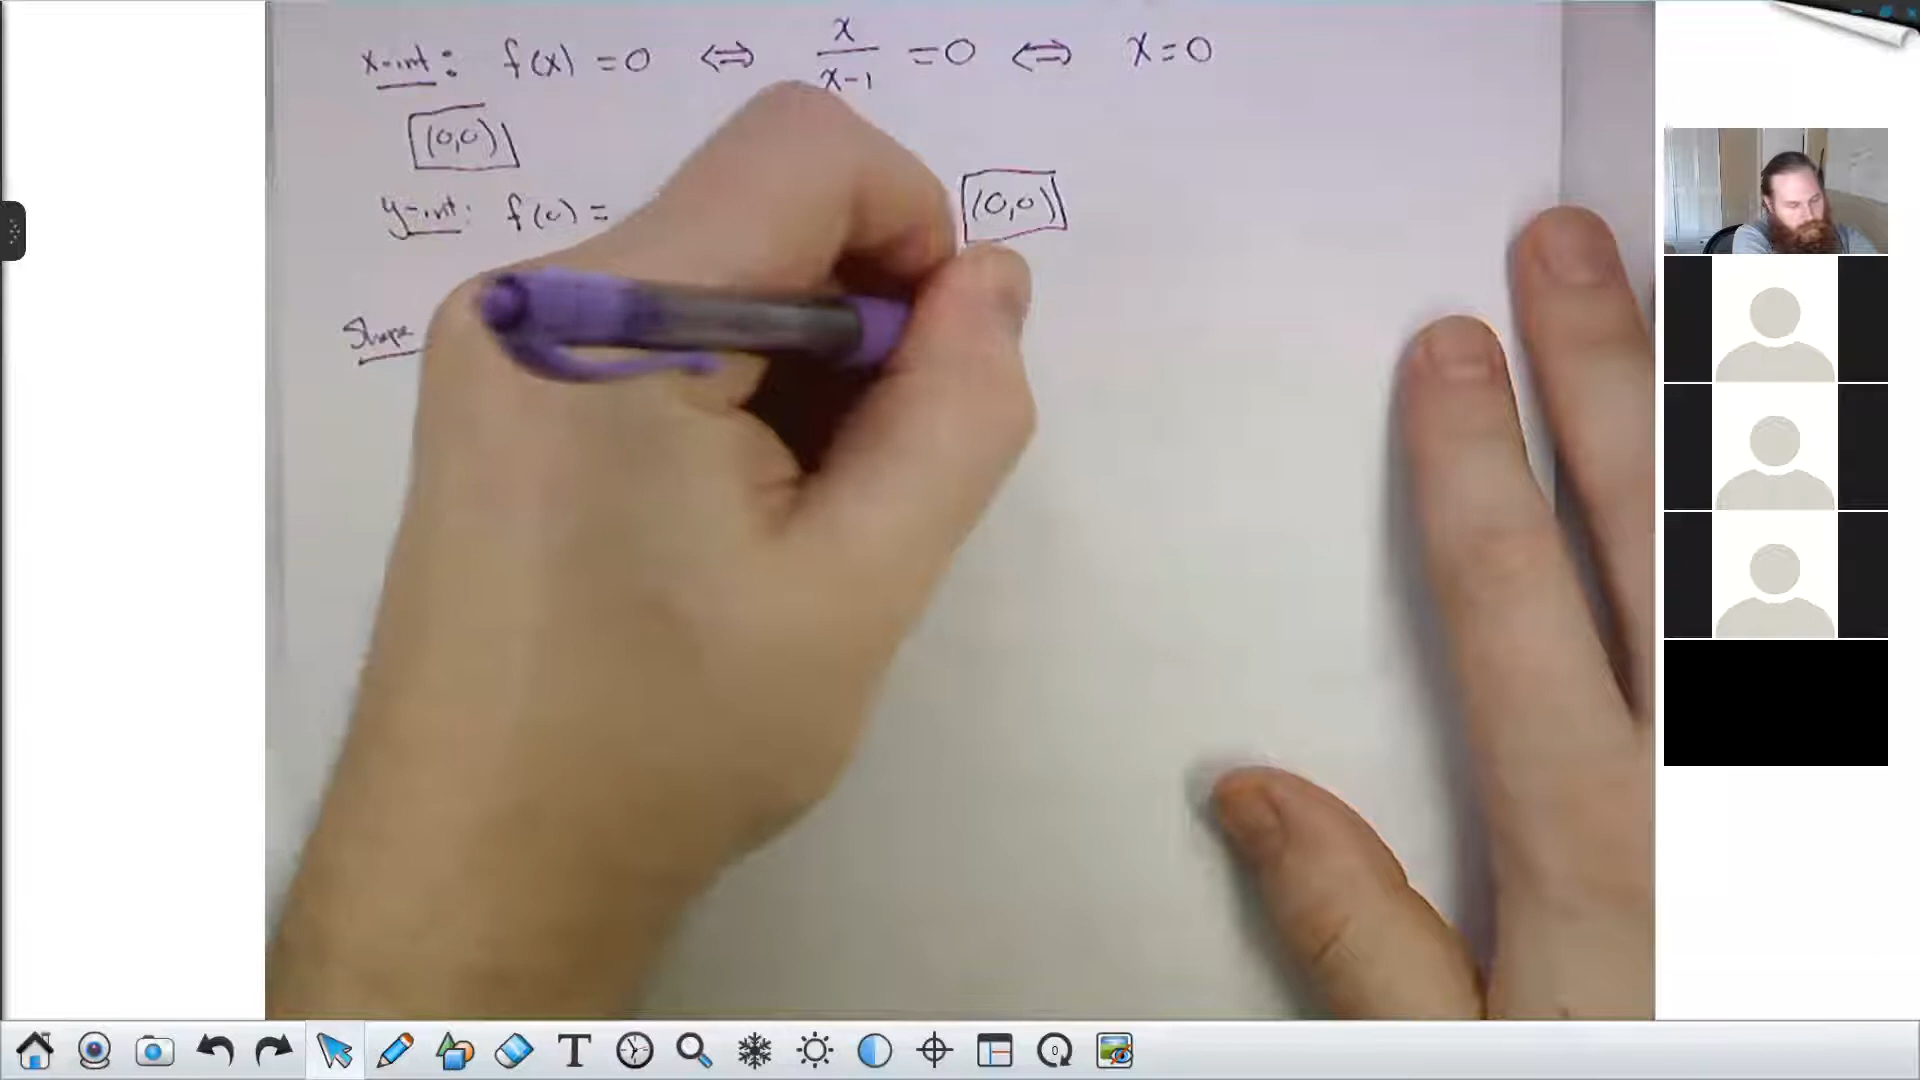 x-int: f(x) = 0 ⇔ x/(x-1) = 0 ⇔ x = 0
(0,0)
y-int: f(0) = (0,0)
Shape